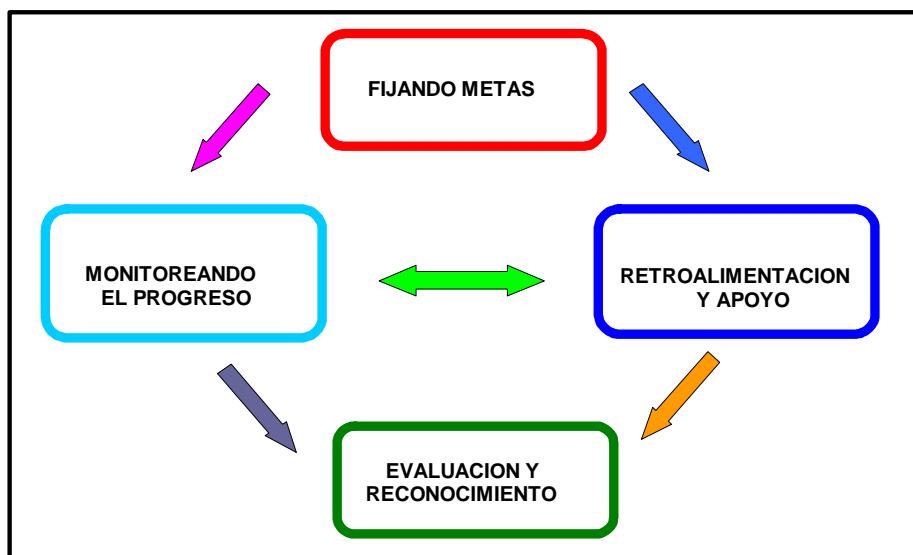 FIJANDO METAS
MONITOREANDO
EL PROGRESO
RETROALIMENTACION
Y APOYO
EVALUACION Y
RECONOCIMIENTO